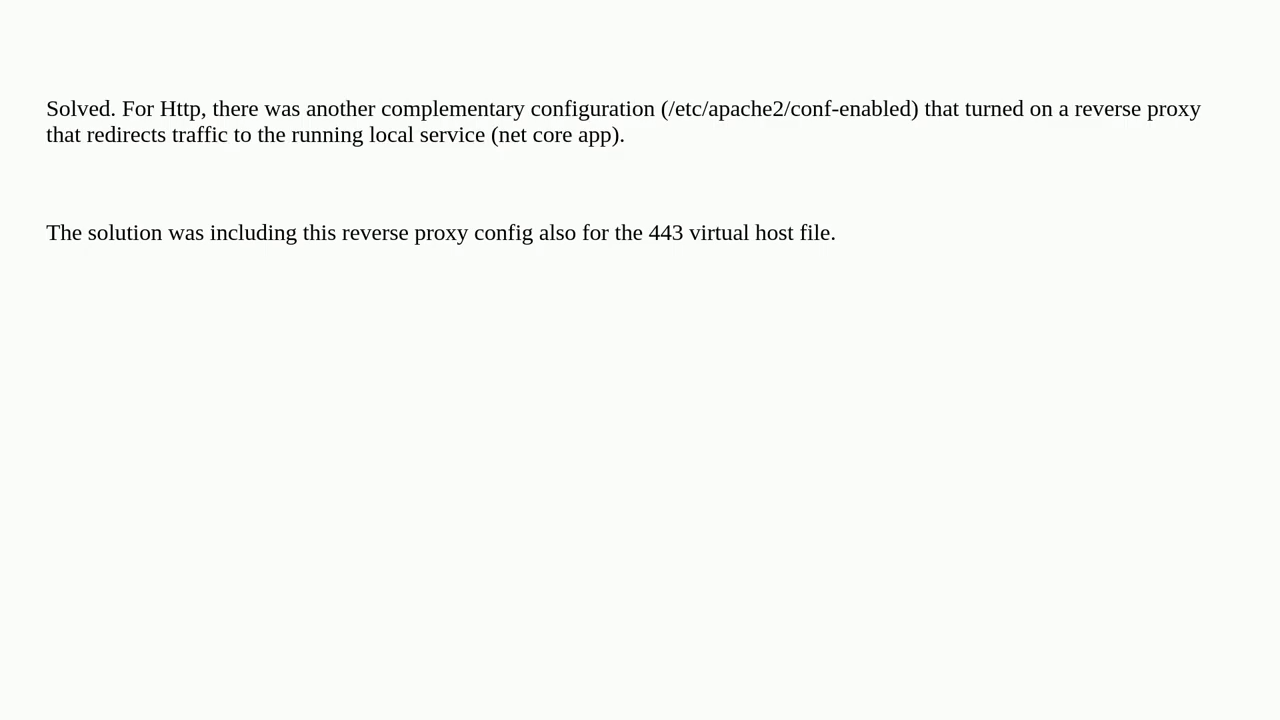 Solved. For Http, there was another complementary configuration (/etc/apache2/conf-enabled) that turned on a reverse proxy
that redirects traffic to the running local service (net core app).
The solution was including this reverse proxy config also for the 443 virtual host file.